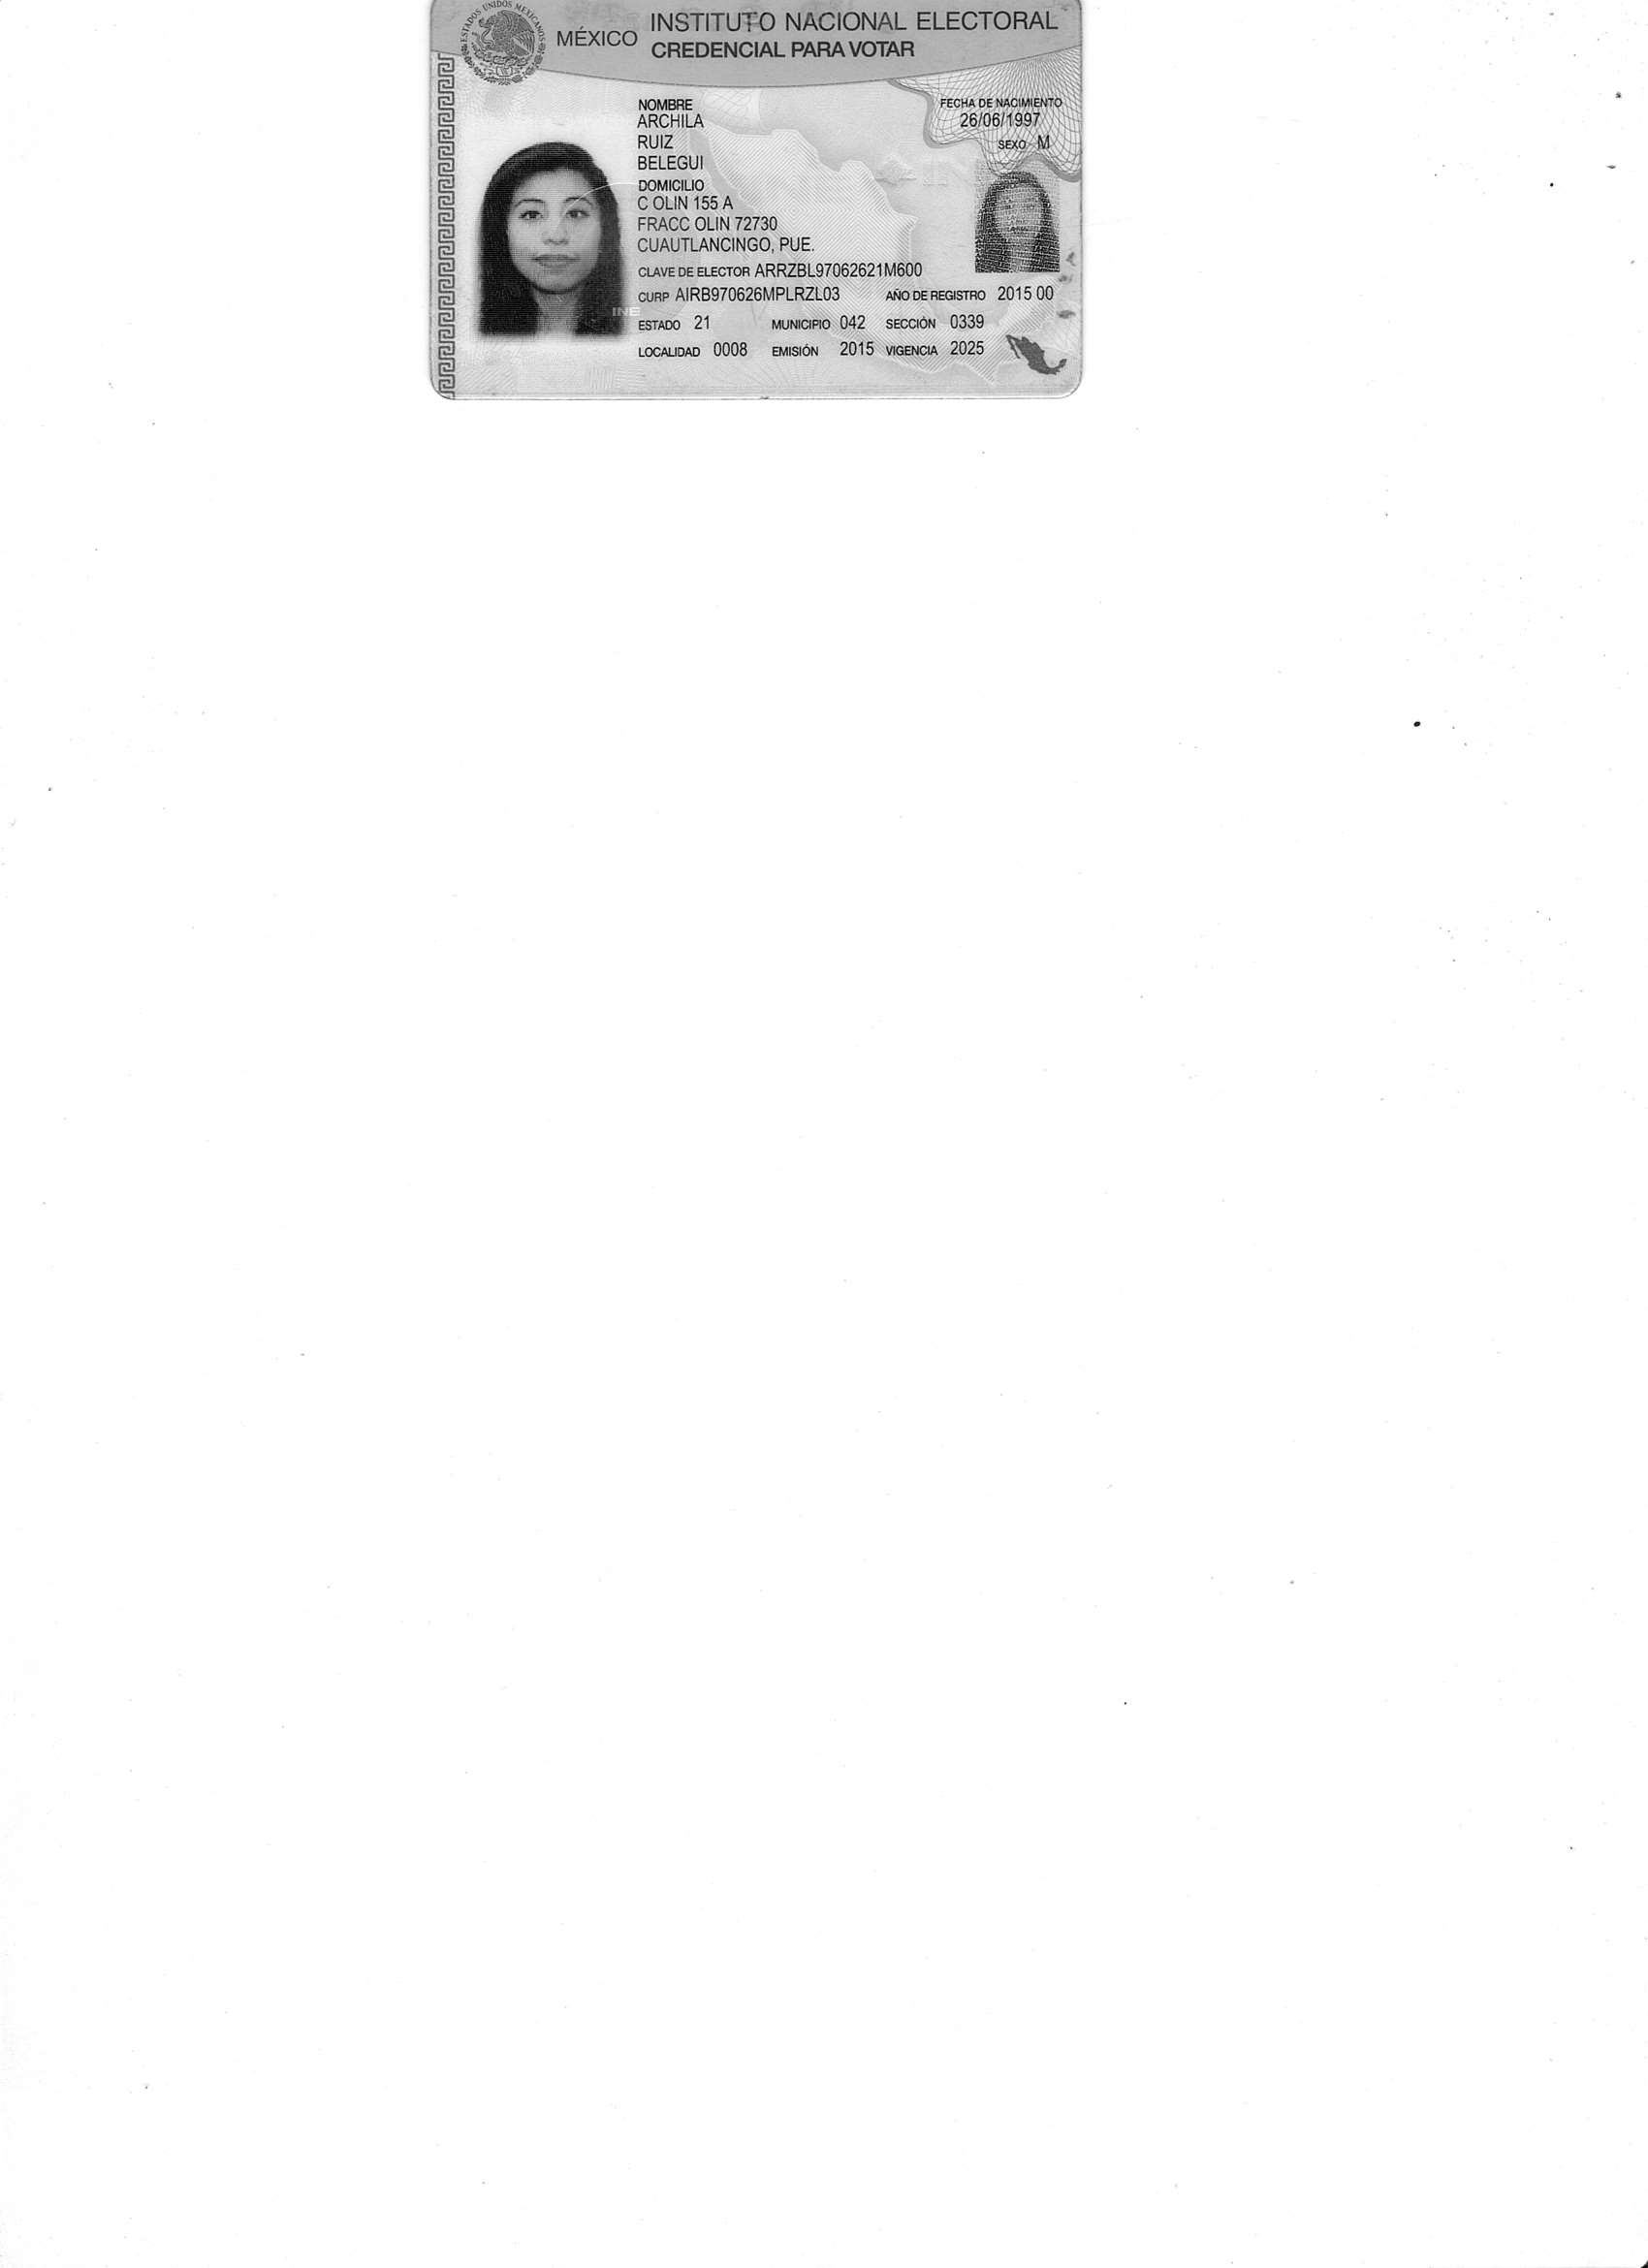 ESTADOS UNIDOS MEXICANOS
MÉXICO
INSTITUTO NACIONAL ELECTORAL
CREDENCIAL PARA VOTAR
NOMBRE
ARCHILA
RUIZ
BELEGUI
FECHA DE NACIMIENTO
26/06/1997
SEXO M
DOMICILIO
C OLIN 155 A
FRACC OLIN 72730
CUAUTLANCINGO, PUE.
CLAVE DE ELECTOR ARRZBL97062621M600
CURP AIRB970626MPLRZL03 AÑO DE REGISTRO 2015 00
ESTADO 21 MUNICIPIO 042 SECCIÓN 0339
LOCALIDAD 0008 EMISIÓN 2015 VIGENCIA 2025
INE